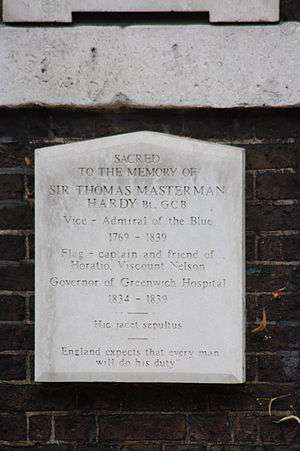 SACRED
TO THE MEMORY OF
SIR THOMAS MASTERMAN
HARDY Bt, GCB
Vice - Admiral of the Blue
1769 - 1839
Flag - captain and friend of
Horatio, Viscount Nelson
Governor of Greenwich Hospital
1834 - 1839
Hic jacet sepultus
England expects that every man
will do his duty"